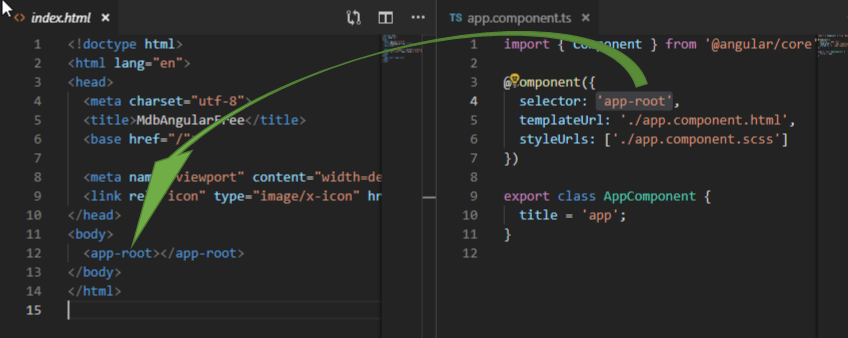 index.html
1 <!doctype html>
2 <html lang="en">
3 <head>
4 <meta charset="utf-8">
5 <title>MdbAngularFree</title>
6 <base href="/">
7
8 <meta name="viewport" content="width=de
9 <link rel="icon" type="image/x-icon" hr
10 </head>
11 <body>
12 <app-root></app-root>
13 </body>
14 </html>
15
TS app.component.ts
1 import { Component } from '@angular/core
2
3 @Component({
4 selector: 'app-root',
5 templateUrl: './app.component.html',
6 styleUrls: ['./app.component.scss']
7 })
8
9 export class AppComponent {
10 title = 'app';
11 }
12